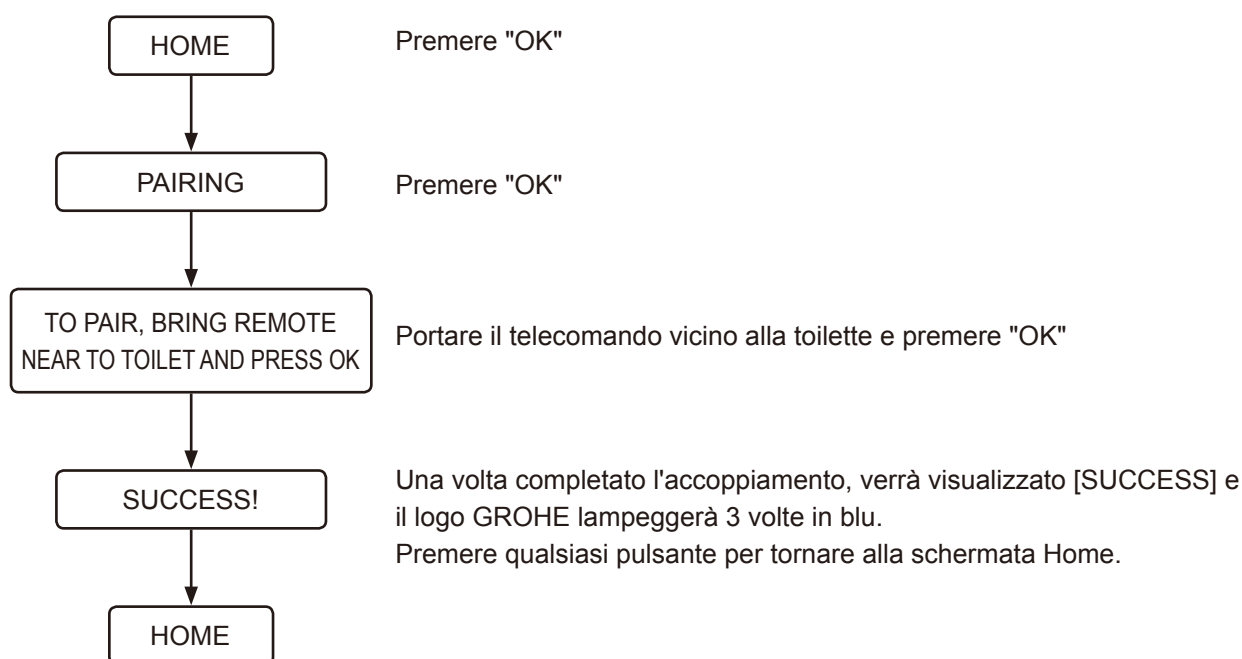 HOME
Premere "OK"
PAIRING
Premere "OK"
TO PAIR, BRING REMOTE
NEAR TO TOILET AND PRESS OK
Portare il telecomando vicino alla toilette e premere "OK"
SUCCESS!
Una volta completato l'accoppiamento, verrà visualizzato [SUCCESS] e
il logo GROHE lampeggerà 3 volte in blu.
Premere qualsiasi pulsante per tornare alla schermata Home.
HOME